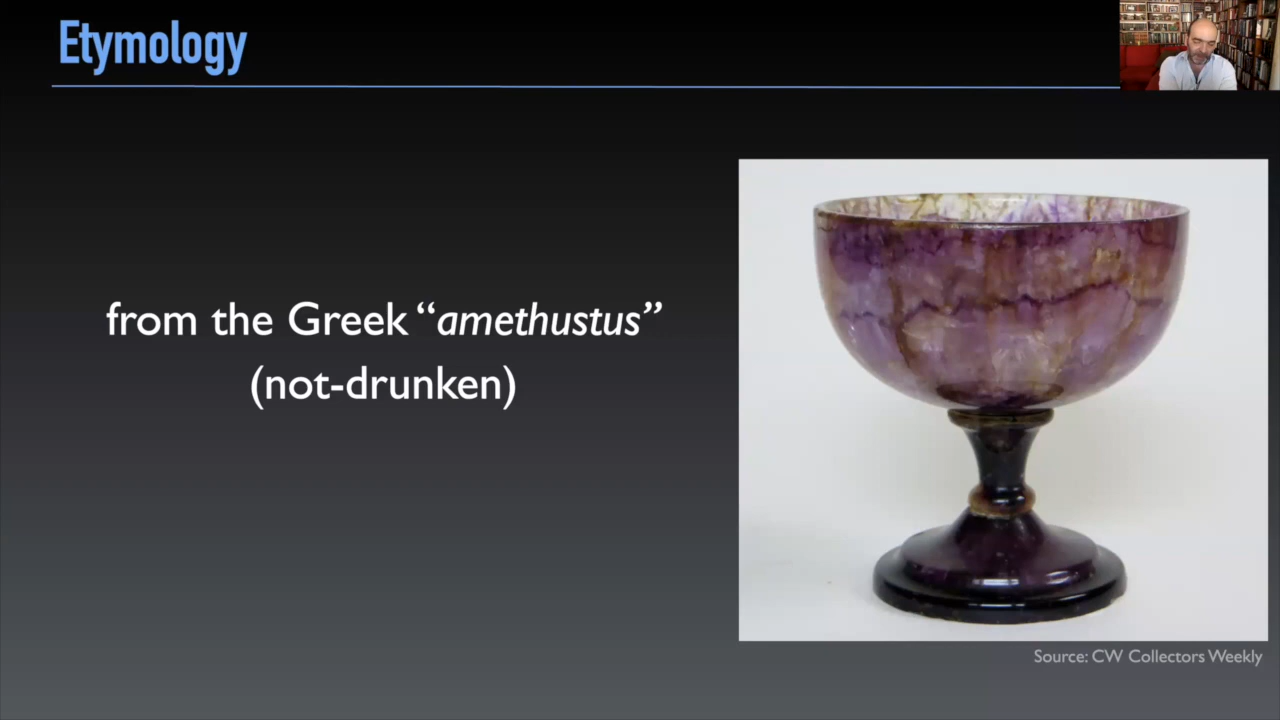 Etymology
from the Greek “amethustus”
(not-drunken)
Source: CW Collectors Weekly